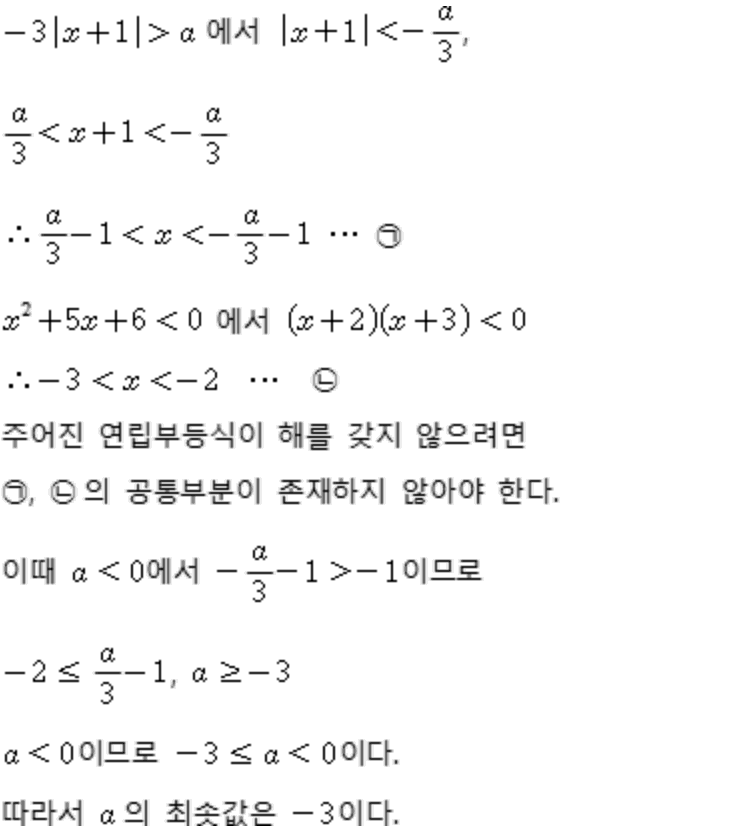 −3|x+1| > a 에서 |x+1| < −a/3,
a/3 < x+1 < −a/3
∴ a/3−1 < x < −a/3−1 ⋯ ㉠
x²+5x+6 < 0 에서 (x+2)(x+3) < 0
∴ −3 < x < −2 ⋯ ㉡
주어진 연립부등식이 해를 갖지 않으려면
㉠, ㉡의 공통부분이 존재하지 않아야 한다.
이때 a < 0에서 −a/3−1 > −1이므로
−2 ≤ a/3−1, a ≥ −3
a < 0이므로 −3 ≤ a < 0이다.
따라서 a의 최솟값은 −3이다.